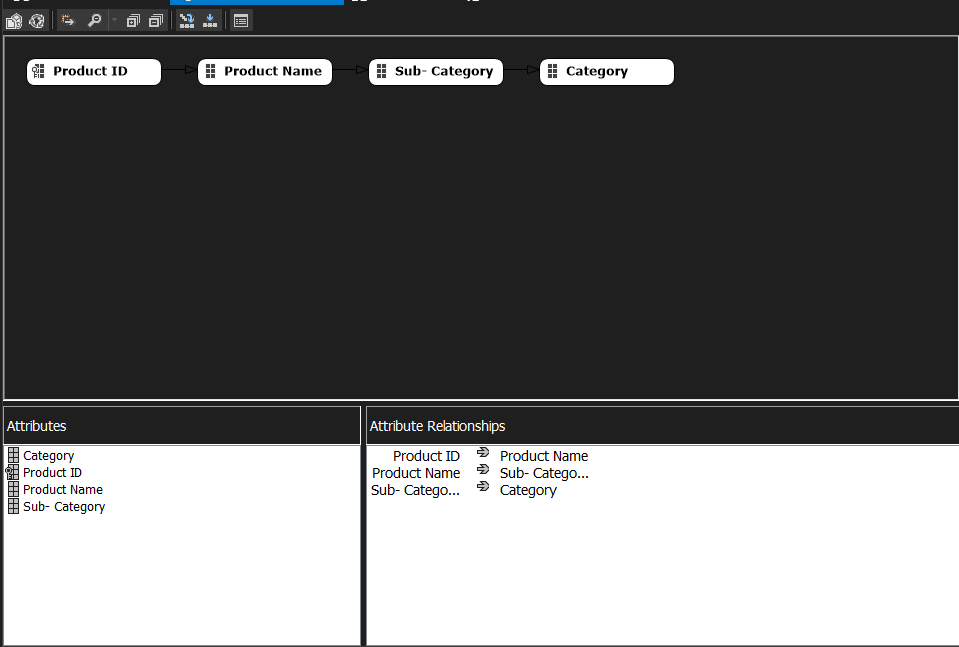 Product ID Product Name Sub- Category Category
Attributes
Category
Product ID
Product Name
Sub- Category
Attribute Relationships
Product ID Product Name
Product Name Sub- Catego...
Sub- Catego... Category